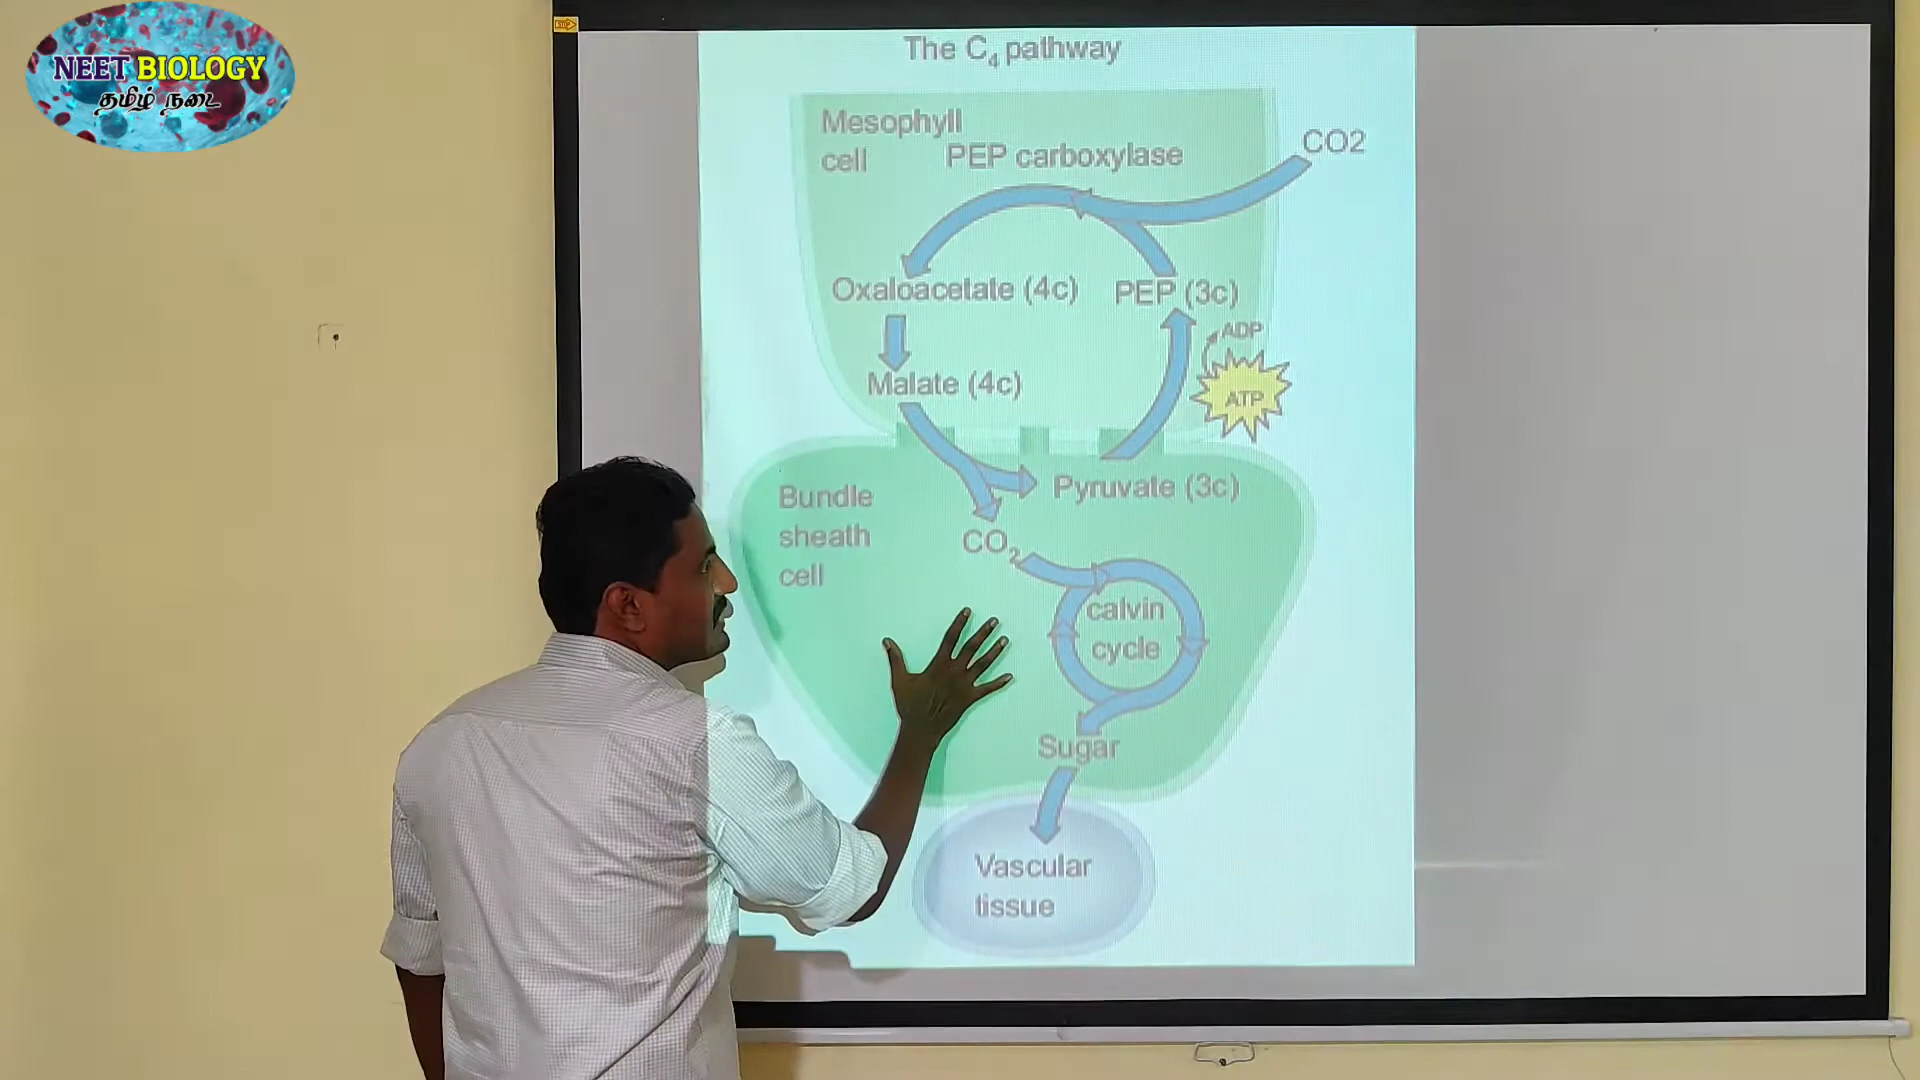 NEET BIOLOGY
தமிழ் நடை
STOP
The C₄ pathway
Mesophyll
cell
PEP carboxylase
CO2
Oxaloacetate (4c)
PEP (3c)
ADP
Malate (4c)
ATP
Bundle
sheath
cell
Pyruvate (3c)
CO₂
calvin
cycle
Sugar
Vascular
tissue